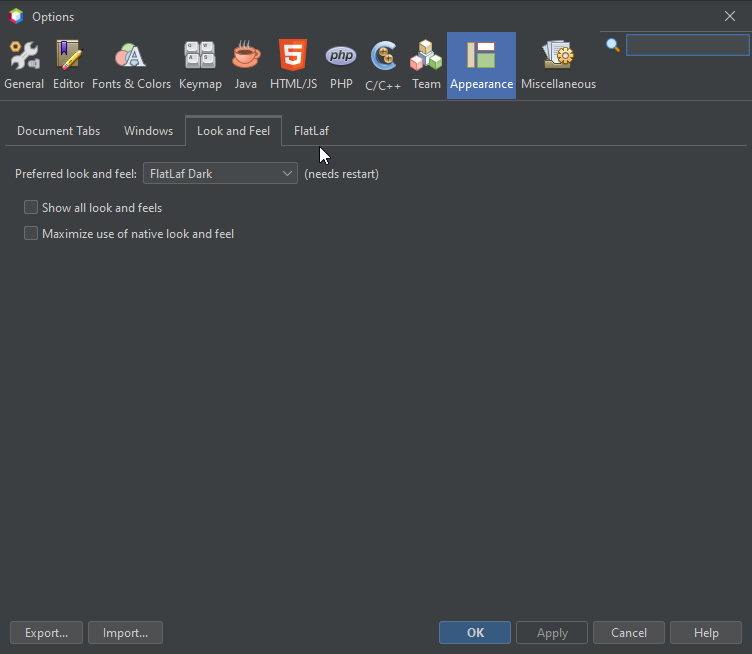 Options
General Editor Fonts & Colors Keymap Java HTML/JS PHP C/C++ Team Appearance Miscellaneous
Document Tabs Windows Look and Feel FlatLaf
Preferred look and feel: FlatLaf Dark (needs restart)
Show all look and feels
Maximize use of native look and feel
Export... Import... OK Apply Cancel Help